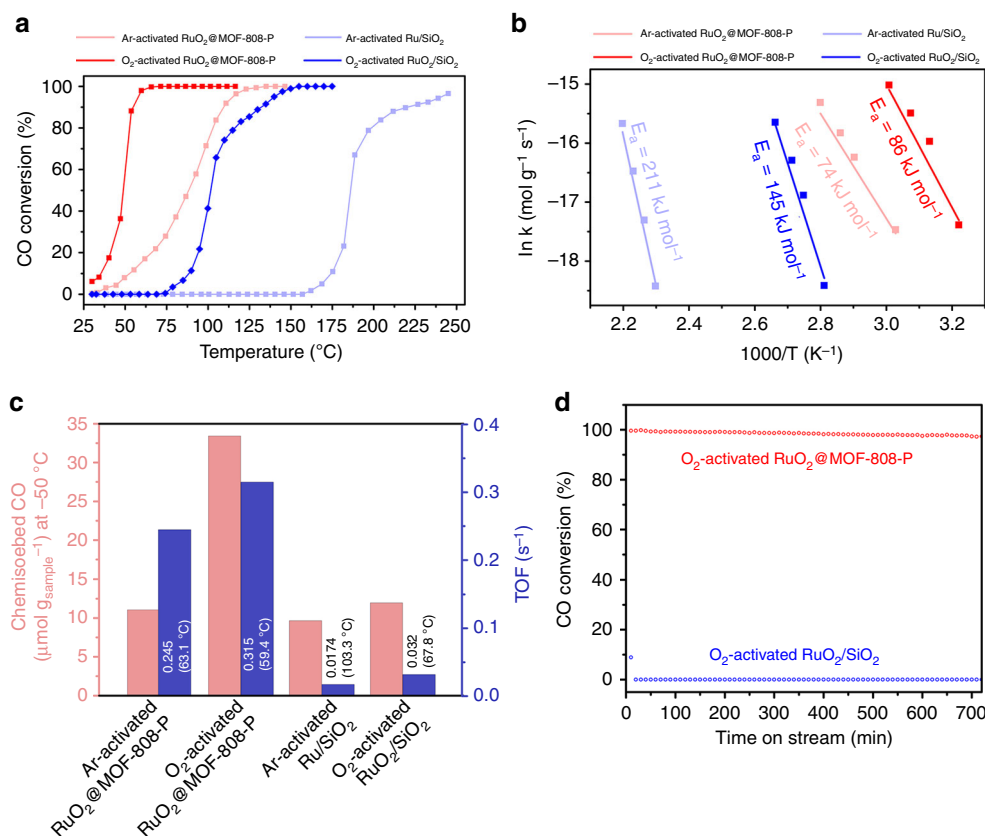 a
Ar-activated RuO₂@MOF-808-P
Ar-activated Ru/SiO₂
O₂-activated RuO₂@MOF-808-P
O₂-activated RuO₂/SiO₂
CO conversion (%)
100
80
60
40
20
0
25
50
75
100
125
150
175
200
225
250
Temperature (°C)
b
Ar-activated RuO₂@MOF-808-P
Ar-activated Ru/SiO₂
O₂-activated RuO₂@MOF-808-P
O₂-activated RuO₂/SiO₂
ln k (mol g⁻¹ s⁻¹)
−15
−16
−17
−18
Eₐ = 211 kJ mol⁻¹
Eₐ = 145 kJ mol⁻¹
Eₐ = 74 kJ mol⁻¹
Eₐ = 86 kJ mol⁻¹
2.2
2.4
2.6
2.8
3.0
3.2
1000/T (K⁻¹)
c
Chemisoebed CO
(μmol g_sample⁻¹) at −50 °C
35
30
25
20
15
10
5
0
0.245
(63.1 °C)
0.315
(59.4 °C)
0.0174
(103.3 °C)
0.032
(67.8 °C)
0.4
0.3
0.2
0.1
0.0
TOF (s⁻¹)
Ar-activated
RuO₂@MOF-808-P
O₂-activated
RuO₂@MOF-808-P
Ar-activated
Ru/SiO₂
O₂-activated
RuO₂/SiO₂
d
CO conversion (%)
100
80
60
40
20
0
O₂-activated RuO₂@MOF-808-P
O₂-activated RuO₂/SiO₂
0
100
200
300
400
500
600
700
Time on stream (min)